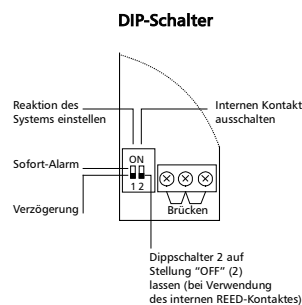 DIP-Schalter
Reaktion des
Systems einstellen
Internen Kontakt
ausschalten
Sofort-Alarm
ON
1 2
Verzögerung
Brücken
Dippschalter 2 auf
Stellung "OFF" (2)
lassen (bei Verwendung
des internen REED-Kontaktes)